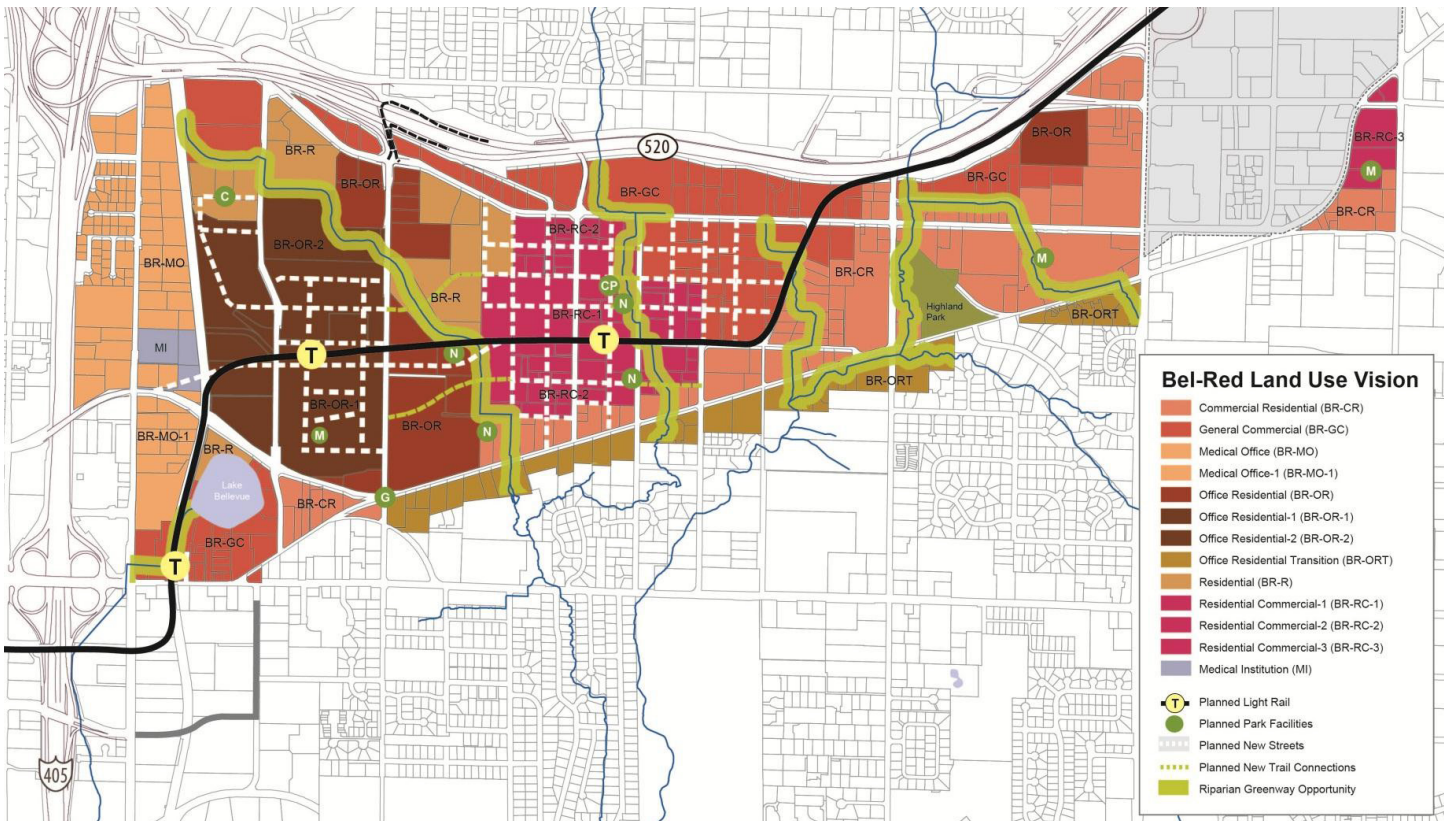 BR-OR
BR-RC-3
BR-R
520
BR-GC
M
BR-OR
BR-GC
C
BR-CR
BR-RC-2
BR-OR-2
BR-MO
M
BR-CR
BR-R
CP
N
Highland
Park
BR-ORT
BR-RC-1
MI
T
N
T
N
BR-ORT
BR-RC-2
BR-OR-1
BR-OR
N
M
BR-MO-1
BR-R
Lake
Bellevue
G
BR-CR
BR-GC
T
405
Bel-Red Land Use Vision
Commercial Residential (BR-CR)
General Commercial (BR-GC)
Medical Office (BR-MO)
Medical Office-1 (BR-MO-1)
Office Residential (BR-OR)
Office Residential-1 (BR-OR-1)
Office Residential-2 (BR-OR-2)
Office Residential Transition (BR-ORT)
Residential (BR-R)
Residential Commercial-1 (BR-RC-1)
Residential Commercial-2 (BR-RC-2)
Residential Commercial-3 (BR-RC-3)
Medical Institution (MI)
T Planned Light Rail
Planned Park Facilities
Planned New Streets
Planned New Trail Connections
Riparian Greenway Opportunity